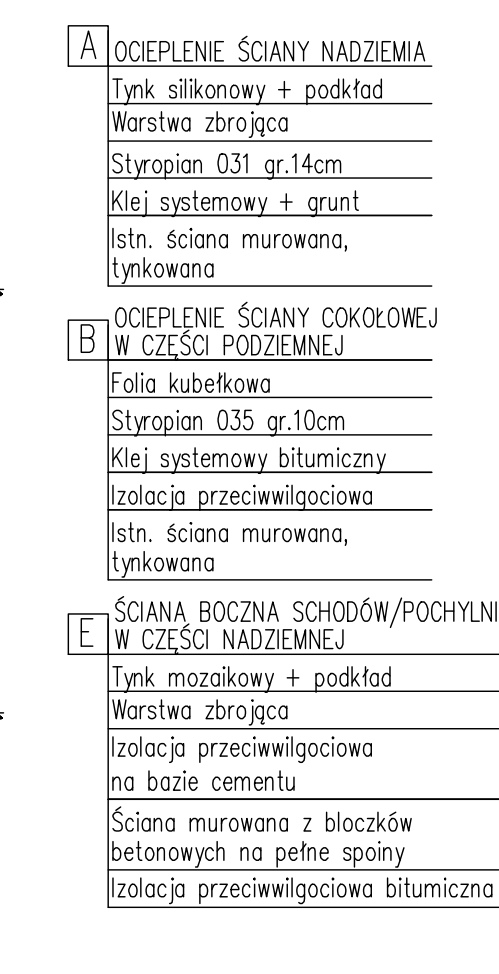 A OCIEPLENIE ŚCIANY NADZIEMIA
Tynk silikonowy + podkład
Warstwa zbrojąca
Styropian 031 gr.14cm
Klej systemowy + grunt
Istn. ściana murowana,
tynkowana
OCIEPLENIE ŚCIANY COKOŁOWEJ
B W CZĘŚCI PODZIEMNEJ
Folia kubełkowa
Styropian 035 gr.10cm
Klej systemowy bitumiczny
Izolacja przeciwwilgociowa
Istn. ściana murowana,
tynkowana
ŚCIANA BOCZNA SCHODÓW/POCHYLNI
E W CZĘŚCI NADZIEMNEJ
Tynk mozaikowy + podkład
Warstwa zbrojąca
Izolacja przeciwwilgociowa
na bazie cementu
Ściana murowana z bloczków
betonowych na pełne spoiny
Izolacja przeciwwilgociowa bitumiczna